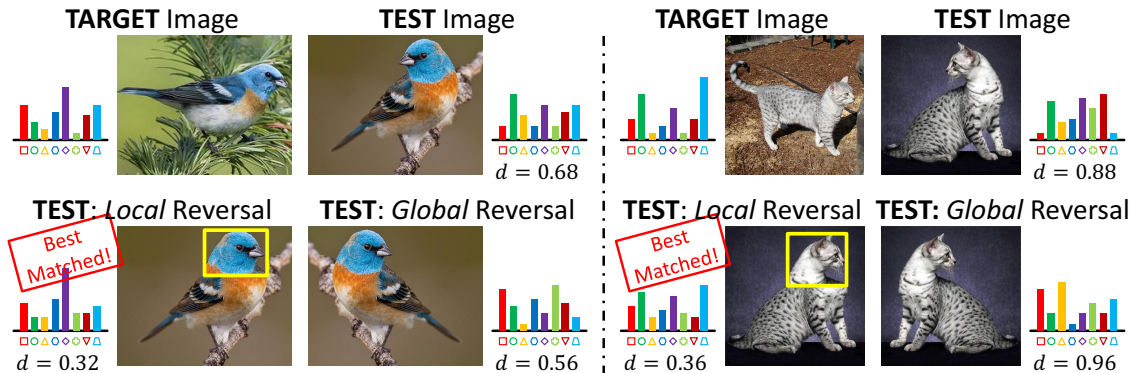 TARGET Image
TEST Image
d = 0.68
TEST: Local Reversal
TEST: Global Reversal
Best
Matched!
d = 0.32
d = 0.56
TARGET Image
TEST Image
d = 0.88
TEST: Local Reversal
TEST: Global Reversal
Best
Matched!
d = 0.36
d = 0.96